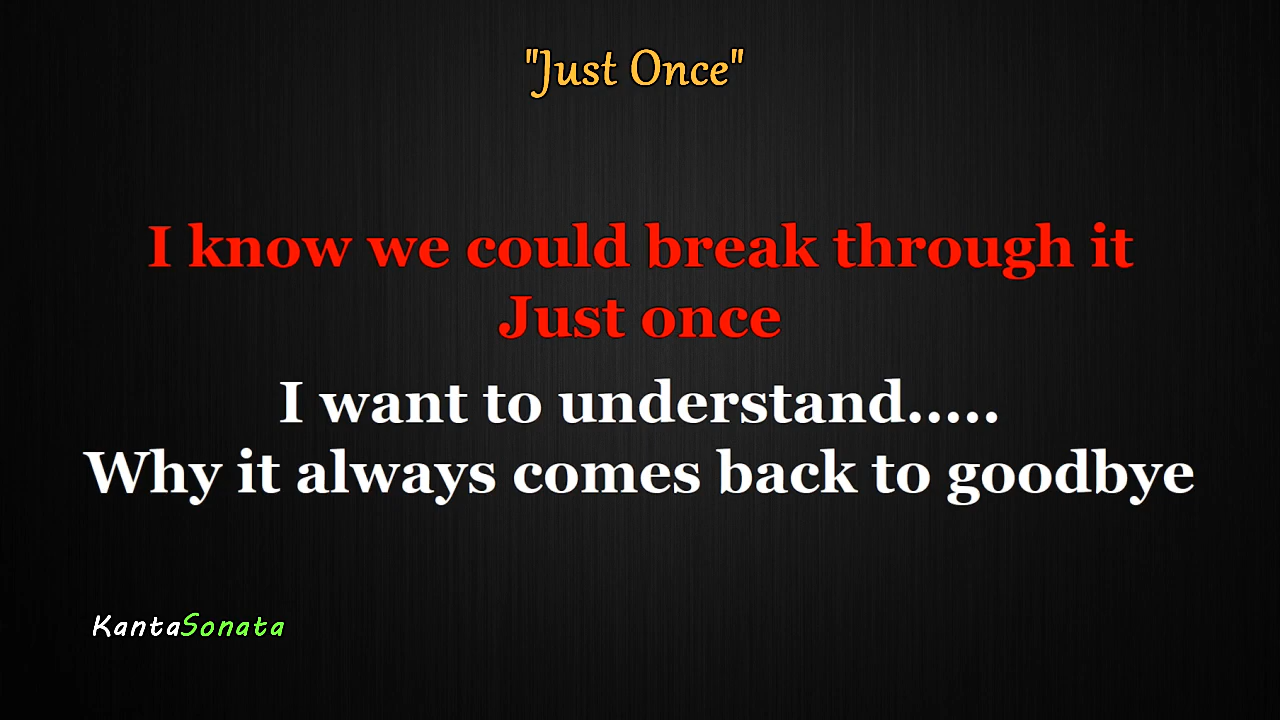 "Just Once"
I know we could break through it
Just once
I want to understand.....
Why it always comes back to goodbye
KantaSonata